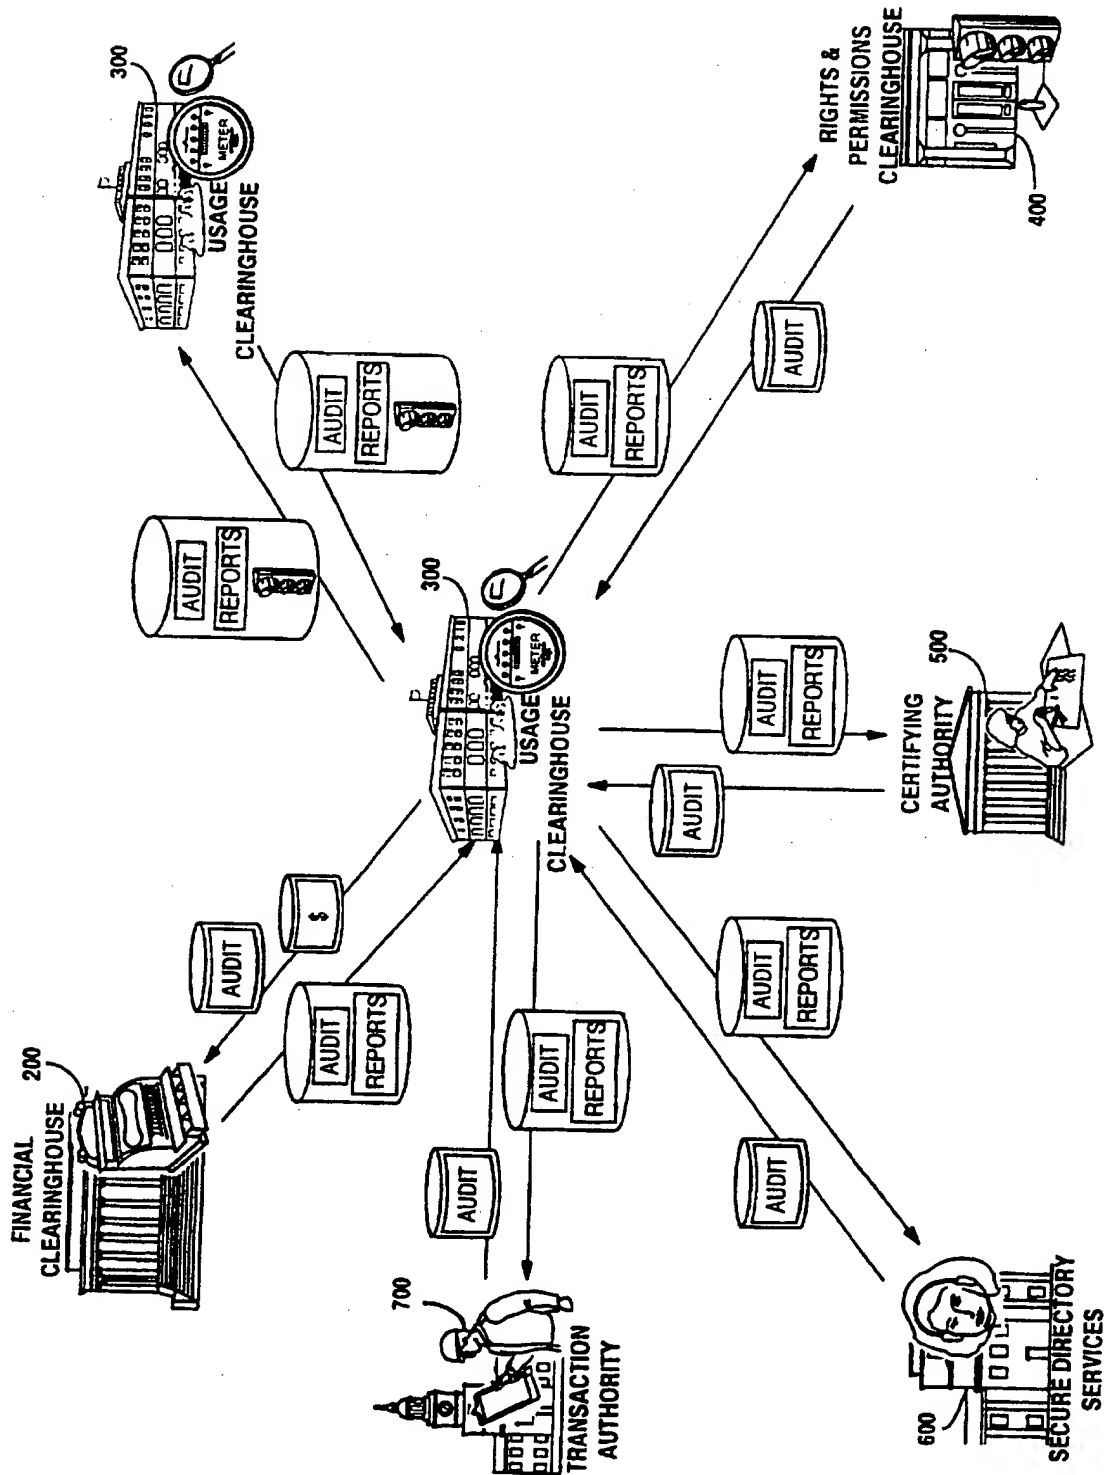 FINANCIAL
CLEARINGHOUSE
200
AUDIT
$
AUDIT
REPORTS
AUDIT
REPORTS
AUDIT
REPORTS
300
METER
USAGE
CLEARINGHOUSE
TRANSACTION
AUTHORITY
700
AUDIT
AUDIT
REPORTS
300
METER
USAGE
CLEARINGHOUSE
AUDIT
REPORTS
AUDIT
RIGHTS &
PERMISSIONS
CLEARINGHOUSE
400
AUDIT
AUDIT
REPORTS
AUDIT
AUDIT
REPORTS
CERTIFYING
AUTHORITY
500
600
SECURE DIRECTORY
SERVICES